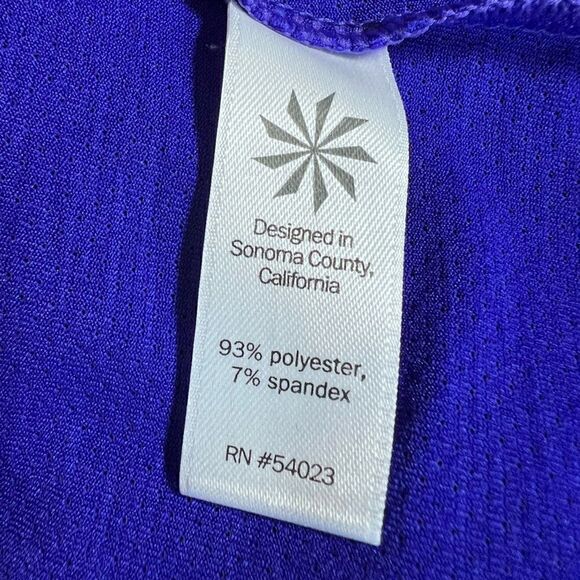 Designed in
Sonoma County,
California
93% polyester,
7% spandex
RN #54023